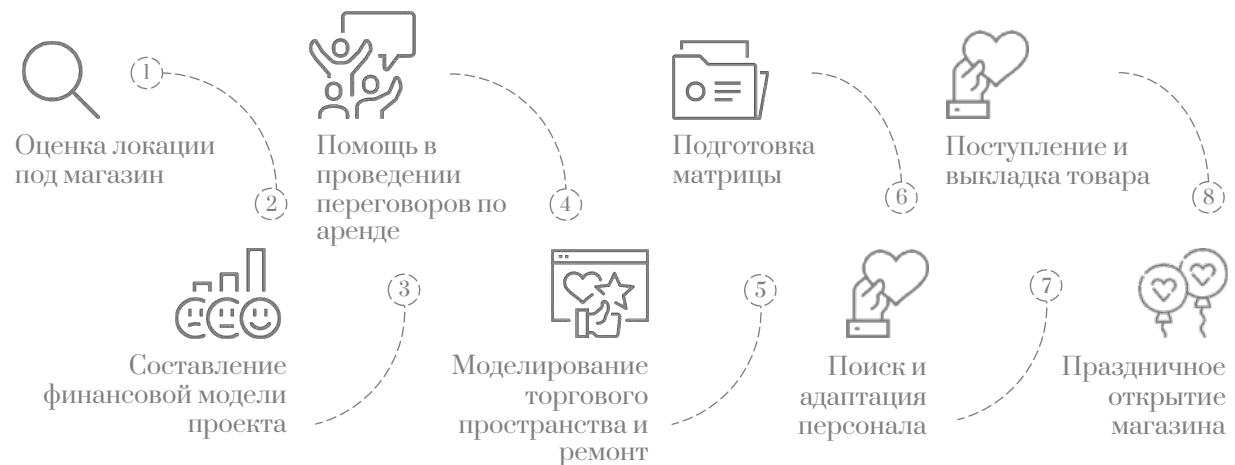 1
Оценка локации
под магазин
2
Составление
финансовой модели
проекта
3
Помощь в
проведении
переговоров по
аренде
4
Моделирование
торгового
пространства и
ремонт
5
Подготовка
матрицы
6
Поиск и
адаптация
персонала
7
Поступление и
выкладка товара
8
Праздничное
открытие
магазина